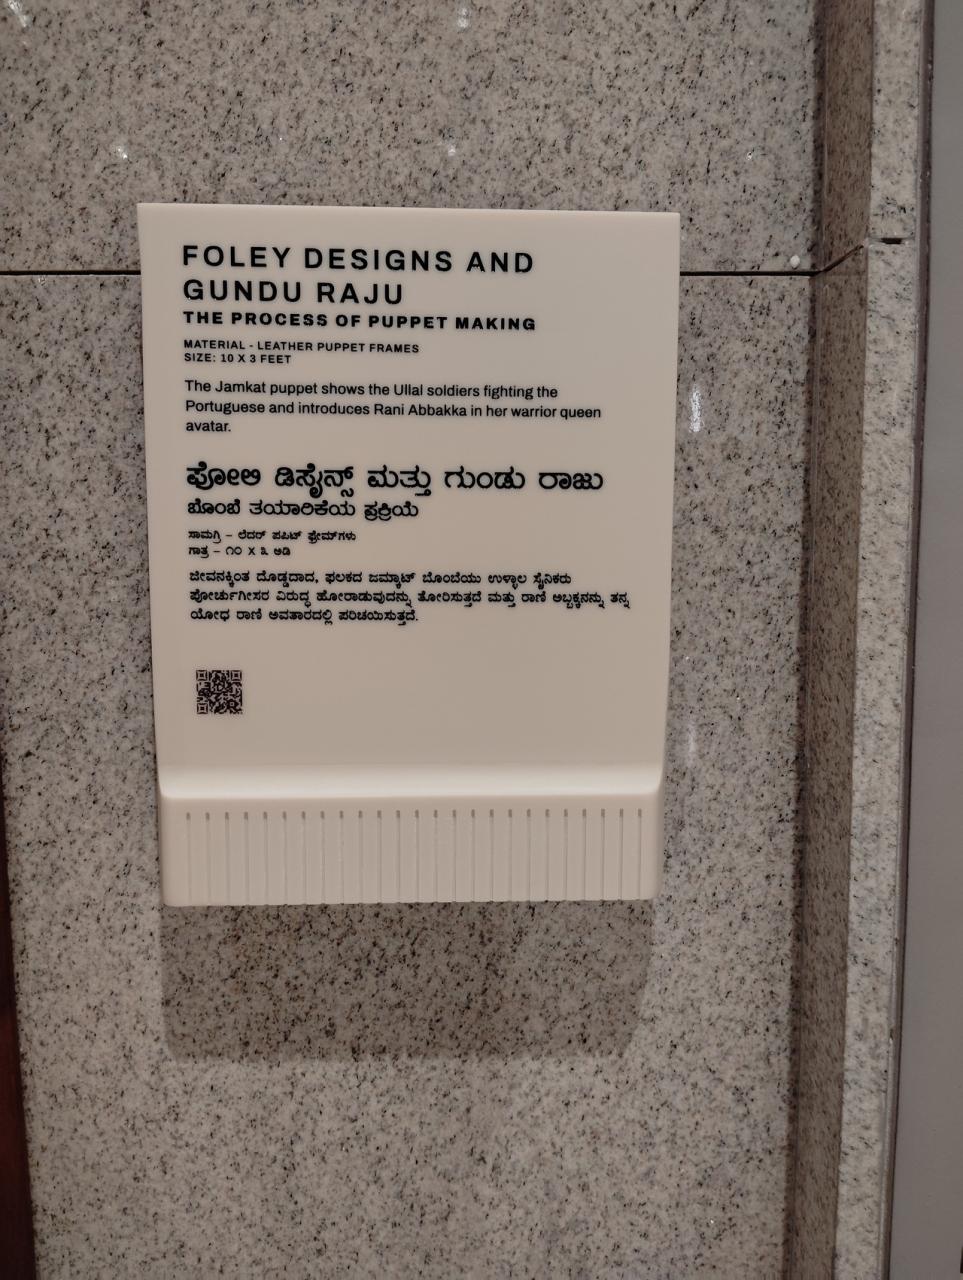 FOLEY DESIGNS AND
GUNDU RAJU
THE PROCESS OF PUPPET MAKING
MATERIAL - LEATHER PUPPET FRAMES
SIZE: 10 X 3 FEET
The Jamkat puppet shows the Ullal soldiers fighting the
Portuguese and introduces Rani Abbakka in her warrior queen
avatar.
ಫೋಲಿ ಡಿಸೈನ್ಸ್ ಮತ್ತು ಗುಂಡು ರಾಜು
ಬೊಂಬೆ ತಯಾರಿಕೆಯ ಪ್ರಕ್ರಿಯೆ
ಸಾಮಗ್ರಿ - ಲೆದರ್ ಪಪಿಟ್ ಫ್ರೇಮ್‌ಗಳು
ಗಾತ್ರ - ೧೦ X ೩ ಅಡಿ
ಜೀವನಕ್ಕಿಂತ ದೊಡ್ಡದಾದ, ಫಲಕದ ಜಮ್ಕಾಟ್ ಬೊಂಬೆಯು ಉಳ್ಳಾಲ ಸೈನಿಕರು
ಪೋರ್ಚುಗೀಸರ ವಿರುದ್ಧ ಹೋರಾಡುವುದನ್ನು ತೋರಿಸುತ್ತದೆ ಮತ್ತು ರಾಣಿ ಅಬ್ಬಕ್ಕನನ್ನು ತನ್ನ
ಯೋಧ ರಾಣಿ ಅವತಾರದಲ್ಲಿ ಪರಿಚಯಿಸುತ್ತದೆ.